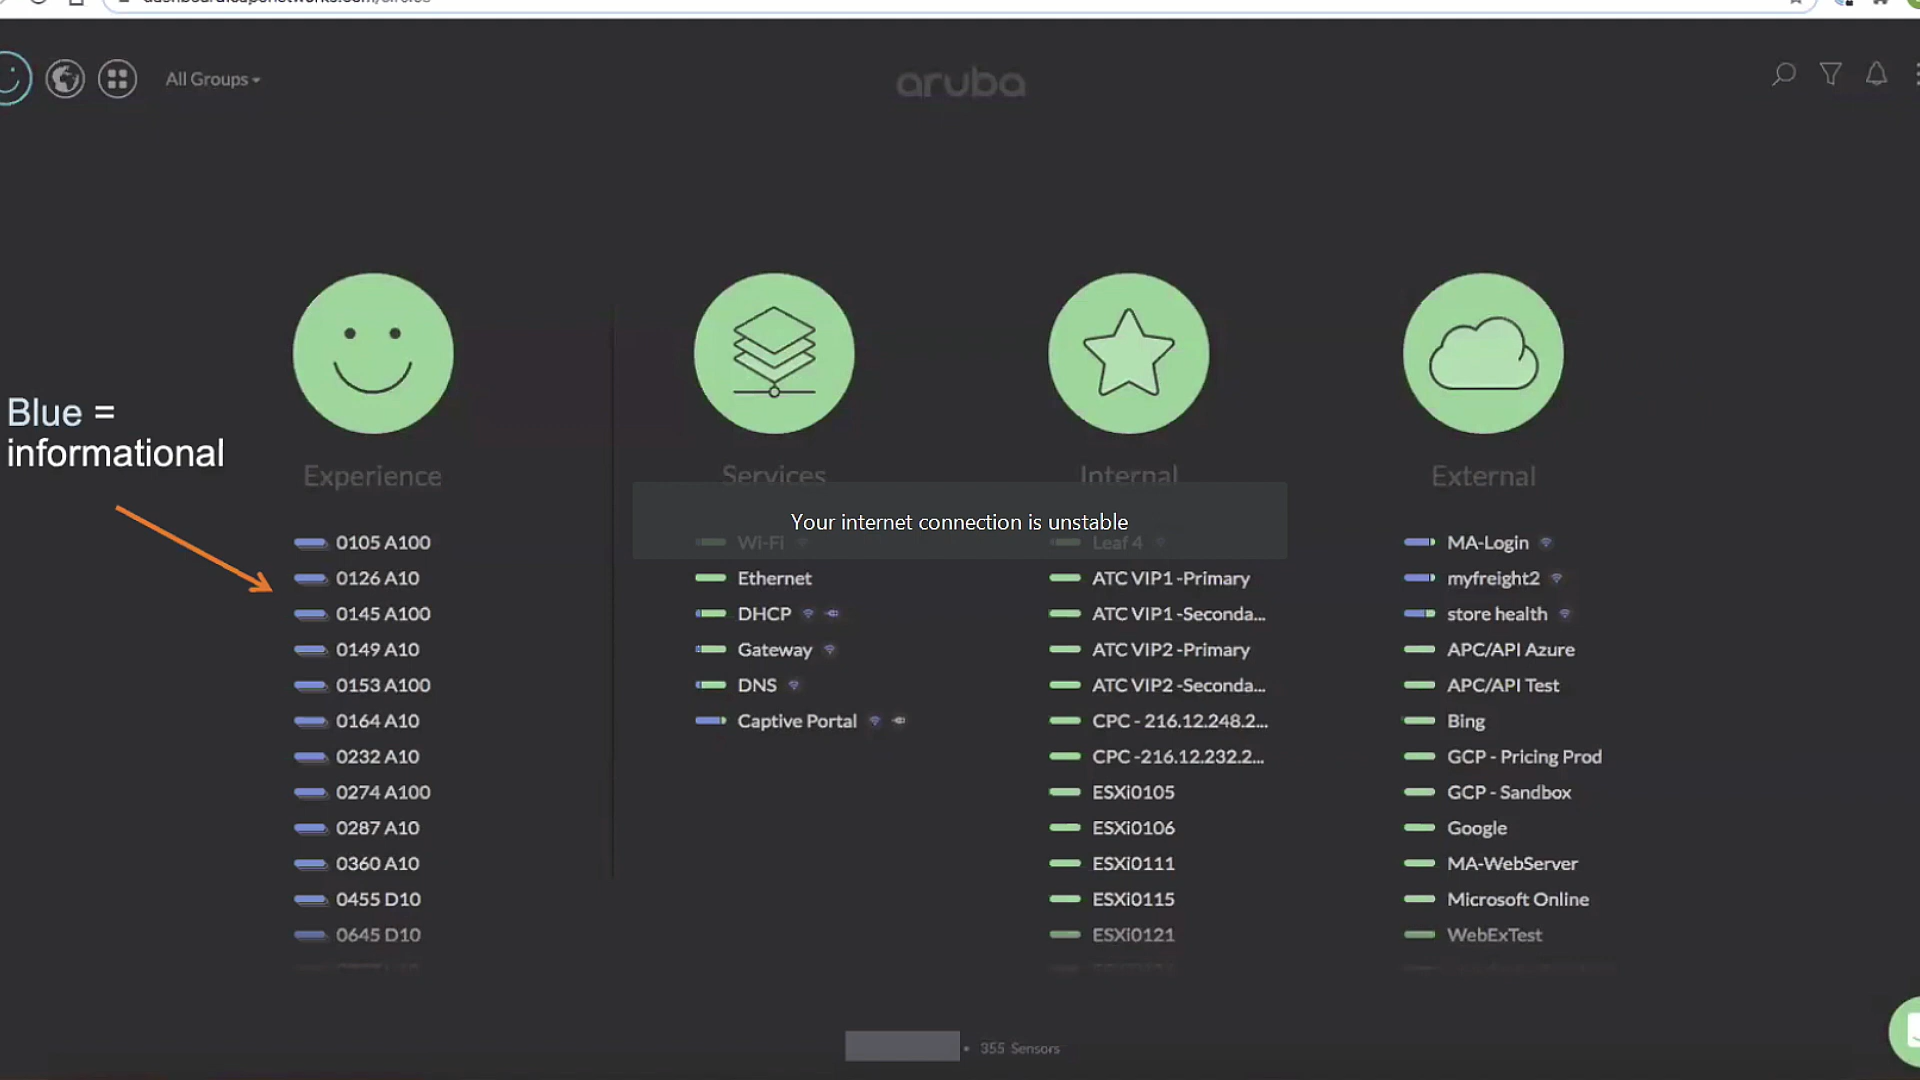 All Groups
aruba
Blue =
informational
Experience
Services
Internal
External
Your internet connection is unstable
0105 A100
0126 A10
0145 A100
0149 A10
0153 A100
0164 A10
0232 A10
0274 A100
0287 A10
0360 A10
0455 D10
0645 D10
Wi-Fi
Ethernet
DHCP
Gateway
DNS
Captive Portal
Leaf 4
ATC VIP1 -Primary
ATC VIP1 -Seconda...
ATC VIP2 -Primary
ATC VIP2 -Seconda...
CPC - 216.12.248.2...
CPC -216.12.232.2...
ESXi0105
ESXi0106
ESXi0111
ESXi0115
ESXi0121
MA-Login
myfreight2
store health
APC/API Azure
APC/API Test
Bing
GCP - Pricing Prod
GCP - Sandbox
Google
MA-WebServer
Microsoft Online
WebExTest
355 Sensors